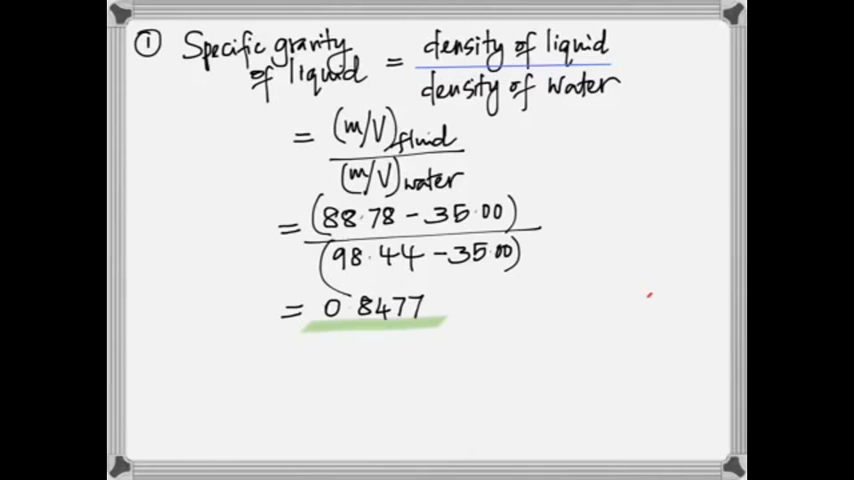 ① Specific gravity of liquid = density of liquid / density of water
= (m/V)fluid / (m/V)water
= (88.78 - 35.00) / (98.44 - 35.00)
= 0 8477